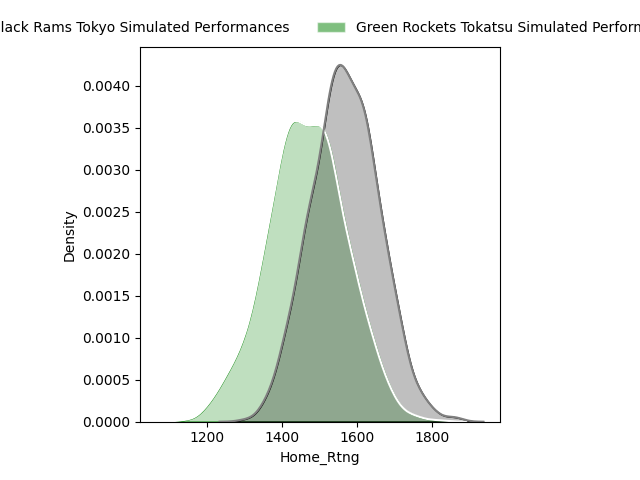 lack Rams Tokyo Simulated Performances
Green Rockets Tokatsu Simulated Perfor
0.0040
0.0035
0.0030
0.0025
0.0020
0.0015
0.0010
0.0005
0.0000
Density
1200 1400 1600 1800
Home_Rtng